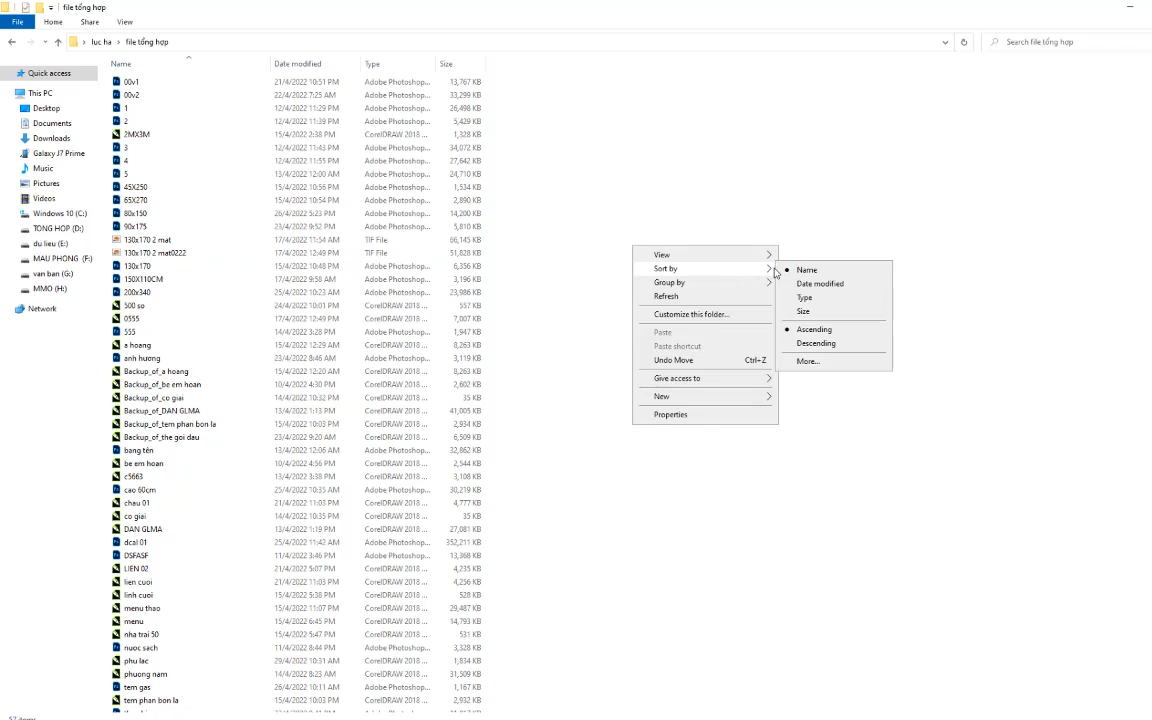 file tổng hợp
File Home Share View
luc ha > file tổng hợp
Search file tổng hợp
Quick access
This PC
Desktop
Documents
Downloads
Galaxy J7 Prime
Music
Pictures
Videos
Windows 10 (C:)
TONG HOP (D:)
du lieu (E:)
MAU PHONG (F:)
van ban (G:)
MMO (H:)
Network
Name Date modified Type Size
00v1 21/4/2022 10:51 PM Adobe Photoshop... 13,767 KB
00v2 22/4/2022 7:25 AM Adobe Photoshop... 33,299 KB
1 12/4/2022 11:29 PM Adobe Photoshop... 26,498 KB
2 12/4/2022 11:39 PM Adobe Photoshop... 5,429 KB
2MX3M 15/4/2022 2:38 PM CorelDRAW 2018 ... 1,328 KB
3 12/4/2022 11:43 PM Adobe Photoshop... 34,072 KB
4 12/4/2022 11:55 PM Adobe Photoshop... 27,642 KB
5 13/4/2022 12:00 AM Adobe Photoshop... 24,710 KB
45X250 15/4/2022 10:56 PM Adobe Photoshop... 1,534 KB
65X270 15/4/2022 10:54 PM Adobe Photoshop... 2,890 KB
80x150 26/4/2022 5:23 PM Adobe Photoshop... 14,200 KB
90x175 23/4/2022 9:52 PM Adobe Photoshop... 5,810 KB
130x170 2 mat 17/4/2022 11:54 AM TIF File 66,145 KB
130x170 2 mat0222 17/4/2022 12:49 PM TIF File 51,828 KB
130x170 15/4/2022 10:48 PM Adobe Photoshop... 6,356 KB
150X110CM 17/4/2022 9:58 AM Adobe Photoshop... 3,196 KB
200x340 25/4/2022 10:42 AM Adobe Photoshop... 23,986 KB
500 so 24/4/2022 10:01 PM CorelDRAW 2018 ... 557 KB
0555 17/4/2022 12:49 PM CorelDRAW 2018 ... 7,007 KB
555 14/4/2022 3:28 PM Adobe Photoshop... 1,947 KB
a hoang 15/4/2022 12:29 AM CorelDRAW 2018 ... 3,293 KB
anh hương 23/4/2022 8:46 AM Adobe Photoshop... 3,119 KB
Backup_of_a hoang 15/4/2022 12:20 AM CorelDRAW 2018 ... 3,263 KB
Backup_of_be em hoan 10/4/2022 4:30 PM CorelDRAW 2018 ... 2,602 KB
Backup_of_co giai 14/4/2022 10:32 PM CorelDRAW 2018 ... 35 KB
Backup_of_DAN GLMA 13/4/2022 1:13 PM CorelDRAW 2018 ... 41,005 KB
Backup_of_tem phan bon la 15/4/2022 10:03 PM CorelDRAW 2018 ... 2,934 KB
Backup_of_the goi dau 23/4/2022 9:20 AM CorelDRAW 2018 ... 6,509 KB
bang tên 13/4/2022 12:06 AM Adobe Photoshop... 32,862 KB
be em hoan 10/4/2022 4:56 PM CorelDRAW 2018 ... 2,544 KB
c5663 13/4/2022 3:38 PM CorelDRAW 2018 ... 3,108 KB
cao 60cm 25/4/2022 10:35 AM Adobe Photoshop... 30,219 KB
chau 01 21/4/2022 11:03 PM CorelDRAW 2018 ... 4,777 KB
co giai 14/4/2022 10:35 PM CorelDRAW 2018 ... 35 KB
DAN GLMA 13/4/2022 1:19 PM CorelDRAW 2018 ... 27,081 KB
dcal 01 25/4/2022 11:42 AM Adobe Photoshop... 352,211 KB
DSFASF 12/4/2022 3:46 PM Adobe Photoshop... 13,368 KB
LIEN 02 21/4/2022 5:07 PM CorelDRAW 2018 ... 4,235 KB
lien cuoi 21/4/2022 11:03 PM CorelDRAW 2018 ... 4,256 KB
linh cuoi 15/4/2022 5:38 PM CorelDRAW 2018 ... 528 KB
menu thao 15/4/2022 11:07 PM CorelDRAW 2018 ... 29,487 KB
menu 15/4/2022 6:45 PM CorelDRAW 2018 ... 14,793 KB
nha trai 50 15/4/2022 5:47 PM CorelDRAW 2018 ... 531 KB
nuoc sach 11/4/2022 8:44 PM Adobe Photoshop... 3,328 KB
phu lac 29/4/2022 10:31 AM CorelDRAW 2018 ... 1,834 KB
phuong nam 14/4/2022 8:23 AM CorelDRAW 2018 ... 31,509 KB
tem gas 26/4/2022 10:11 AM Adobe Photoshop... 1,167 KB
tem phan bon la 15/4/2022 10:03 PM CorelDRAW 2018 ... 2,932 KB
View
Sort by
Group by
Refresh
Customize this folder...
Paste
Paste shortcut
Undo Move Ctrl+Z
Give access to
New
Properties
Name
Date modified
Type
Size
Ascending
Descending
More...